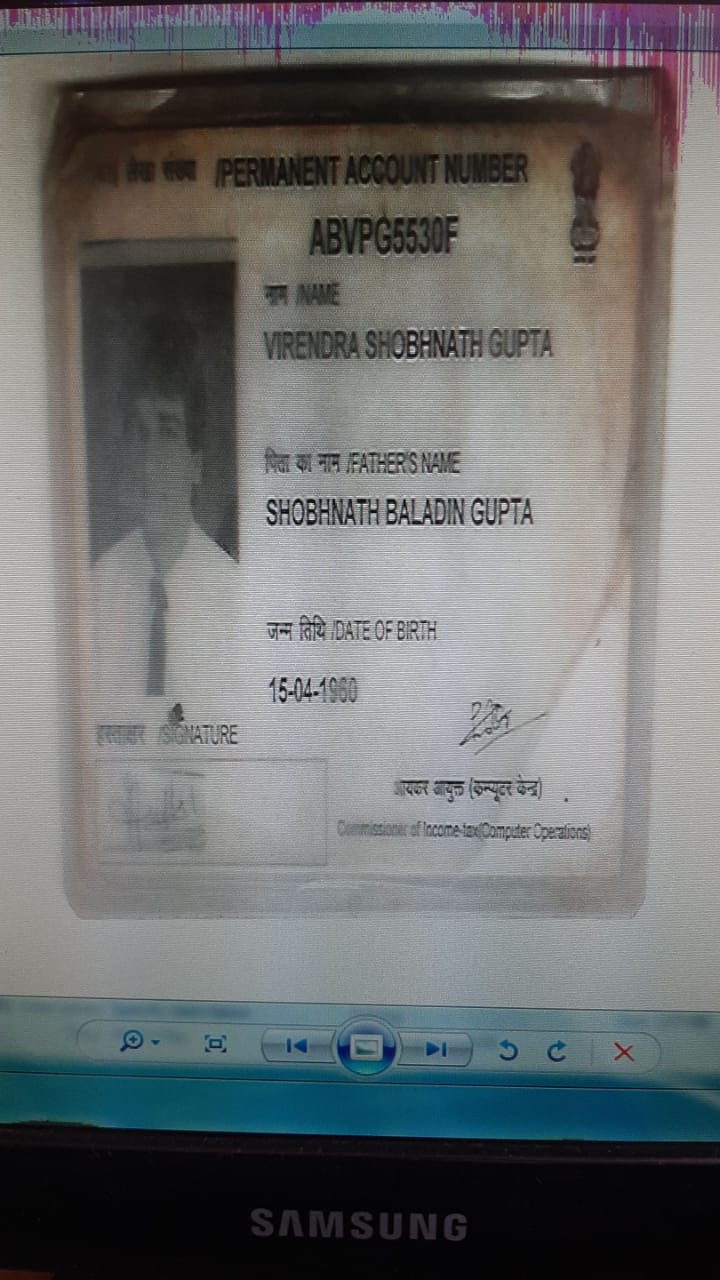 लेखा संख्या /PERMANENT ACCOUNT NUMBER
ABVPG5530F
नाम /NAME
VIRENDRA SHOBHNATH GUPTA
पिता का नाम /FATHER'S NAME
SHOBHNATH BALADIN GUPTA
जन्म तिथि /DATE OF BIRTH
15-04-1960
हस्ताक्षर /SIGNATURE
आयकर आयुक्त (कम्प्यूटर केन्द्र)
Commissioner of Income-tax(Computer Operations)
SAMSUNG